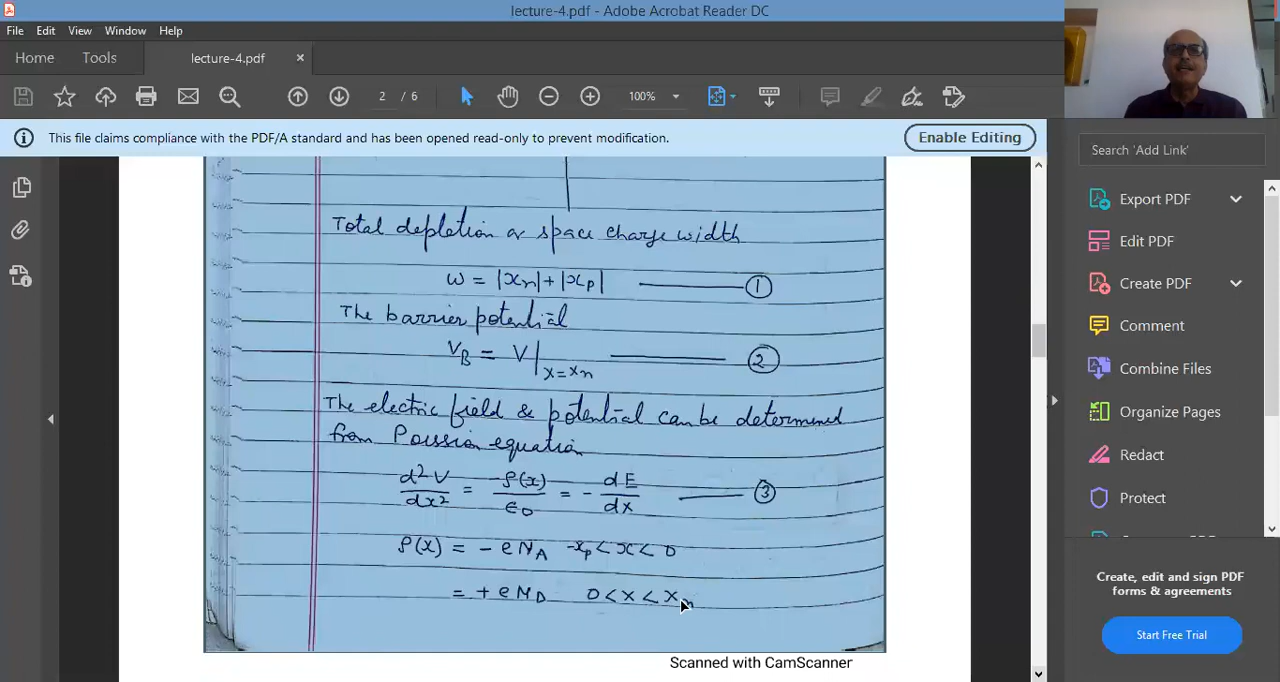 lecture-4.pdf - Adobe Acrobat Reader DC
File Edit View Window Help
Home Tools lecture-4.pdf ×
2 / 6 100%
This file claims compliance with the PDF/A standard and has been opened read-only to prevent modification. Enable Editing
Total depletion or space charge width
ω = |xn| + |xp| ——— ①
The barrier potential
VB = V|x=xn ——— ②
The electric field & potential can be determined
from Poission equation
d²V/dx² = -ρ(x)/ϵ0 = - dE/dx ——— ③
ρ(x) = - e NA -xp < x < 0
= + e ND 0 < x < xn
Scanned with CamScanner
Search 'Add Link'
Export PDF
Edit PDF
Create PDF
Comment
Combine Files
Organize Pages
Redact
Protect
Create, edit and sign PDF
forms & agreements
Start Free Trial